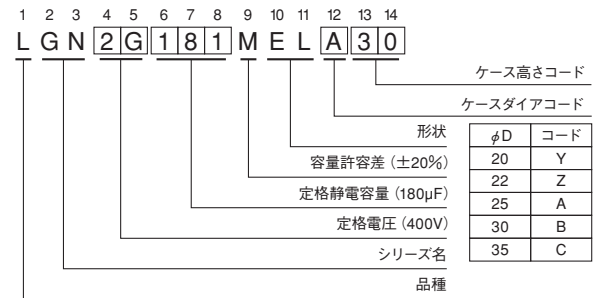 1 2 3 4 5 6 7 8 9 10 11 12 13 14
L G N 2 G 1 8 1 M E L A 3 0
ケース高さコード
ケースダイアコード
形状
容量許容差（±20%）
定格静電容量（180µF）
定格電圧（400V）
シリーズ名
品種
φD コード
20 Y
22 Z
25 A
30 B
35 C